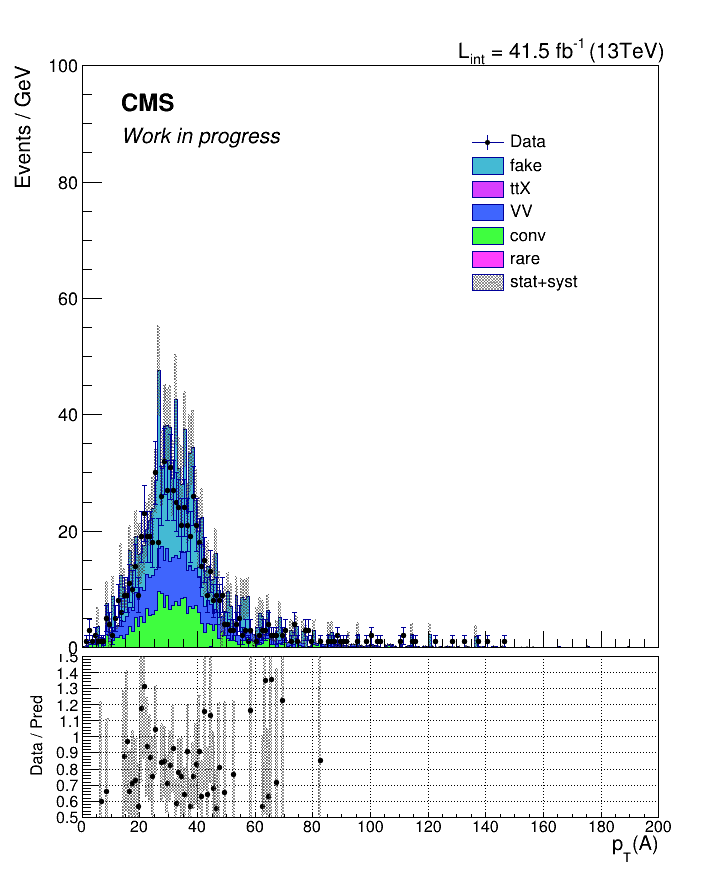 L_int = 41.5 fb^-1 (13TeV)
Events / GeV
100
80
60
40
20
0
CMS
Work in progress
Data
fake
ttX
VV
conv
rare
stat+syst
Data / Pred
1.5
1.4
1.3
1.2
1.1
1
0.9
0.8
0.7
0.6
0.5
0 20 40 60 80 100 120 140 160 180 200
p_T(A)